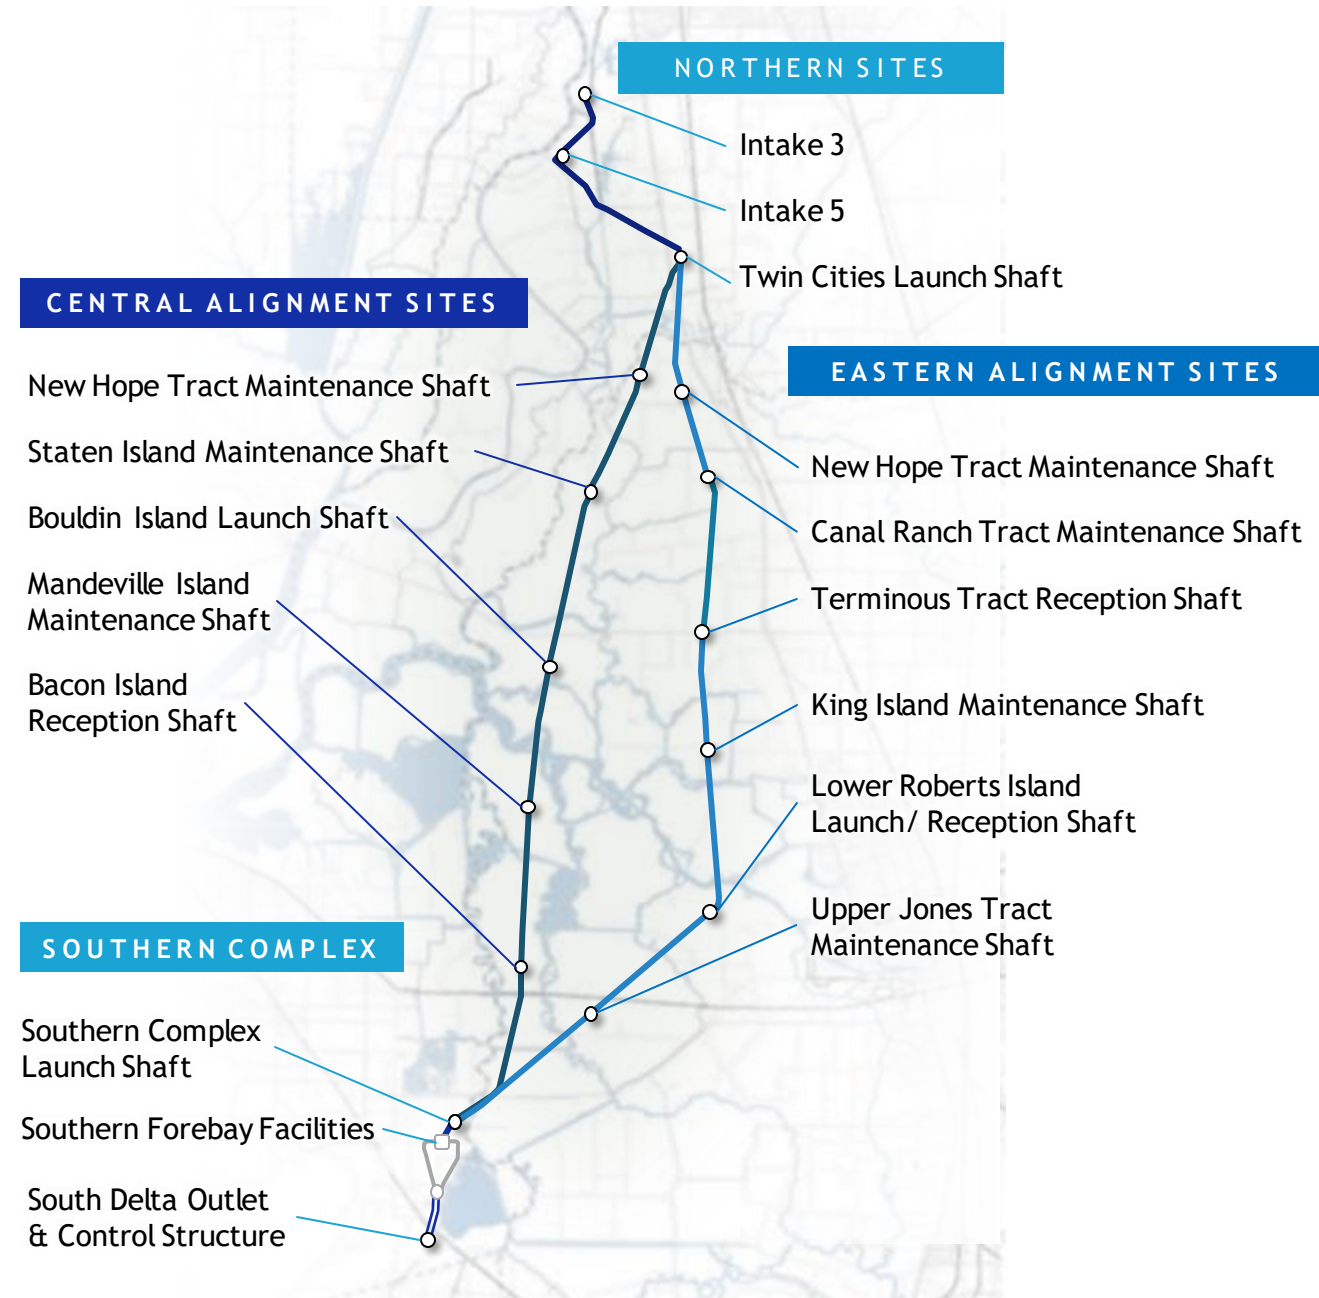 NORTHERN SITES
Intake 3
Intake 5
Twin Cities Launch Shaft
CENTRAL ALIGNMENT SITES
New Hope Tract Maintenance Shaft
Staten Island Maintenance Shaft
Bouldin Island Launch Shaft
Mandeville Island
Maintenance Shaft
Bacon Island
Reception Shaft
EASTERN ALIGNMENT SITES
New Hope Tract Maintenance Shaft
Canal Ranch Tract Maintenance Shaft
Terminous Tract Reception Shaft
King Island Maintenance Shaft
Lower Roberts Island
Launch/ Reception Shaft
Upper Jones Tract
Maintenance Shaft
SOUTHERN COMPLEX
Southern Complex
Launch Shaft
Southern Forebay Facilities
South Delta Outlet
& Control Structure